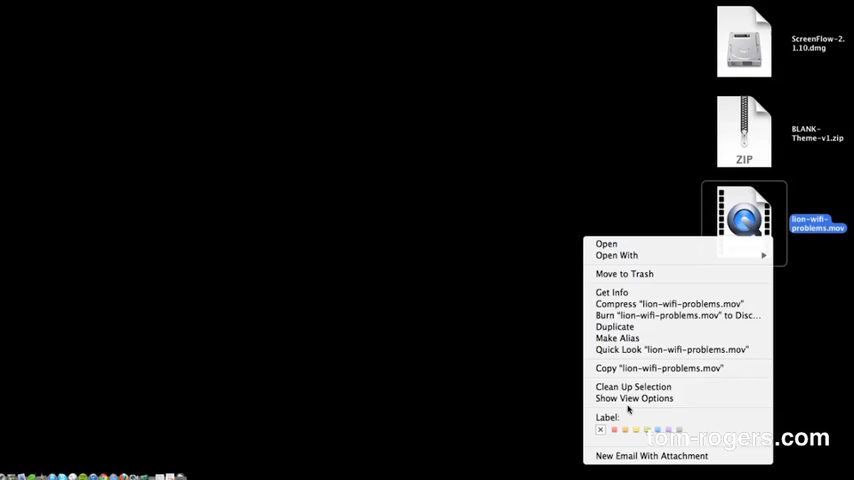 ScreenFlow-2.
1.10.dmg
BLANK-
Theme-v1.zip
ZIP
lion-wifi-
problems.mov
Open
Open With
Move to Trash
Get Info
Compress "lion-wifi-problems.mov"
Burn "lion-wifi-problems.mov" to Disc...
Duplicate
Make Alias
Quick Look "lion-wifi-problems.mov"
Copy "lion-wifi-problems.mov"
Clean Up Selection
Show View Options
Label:
tom-rogers.com
New Email With Attachment